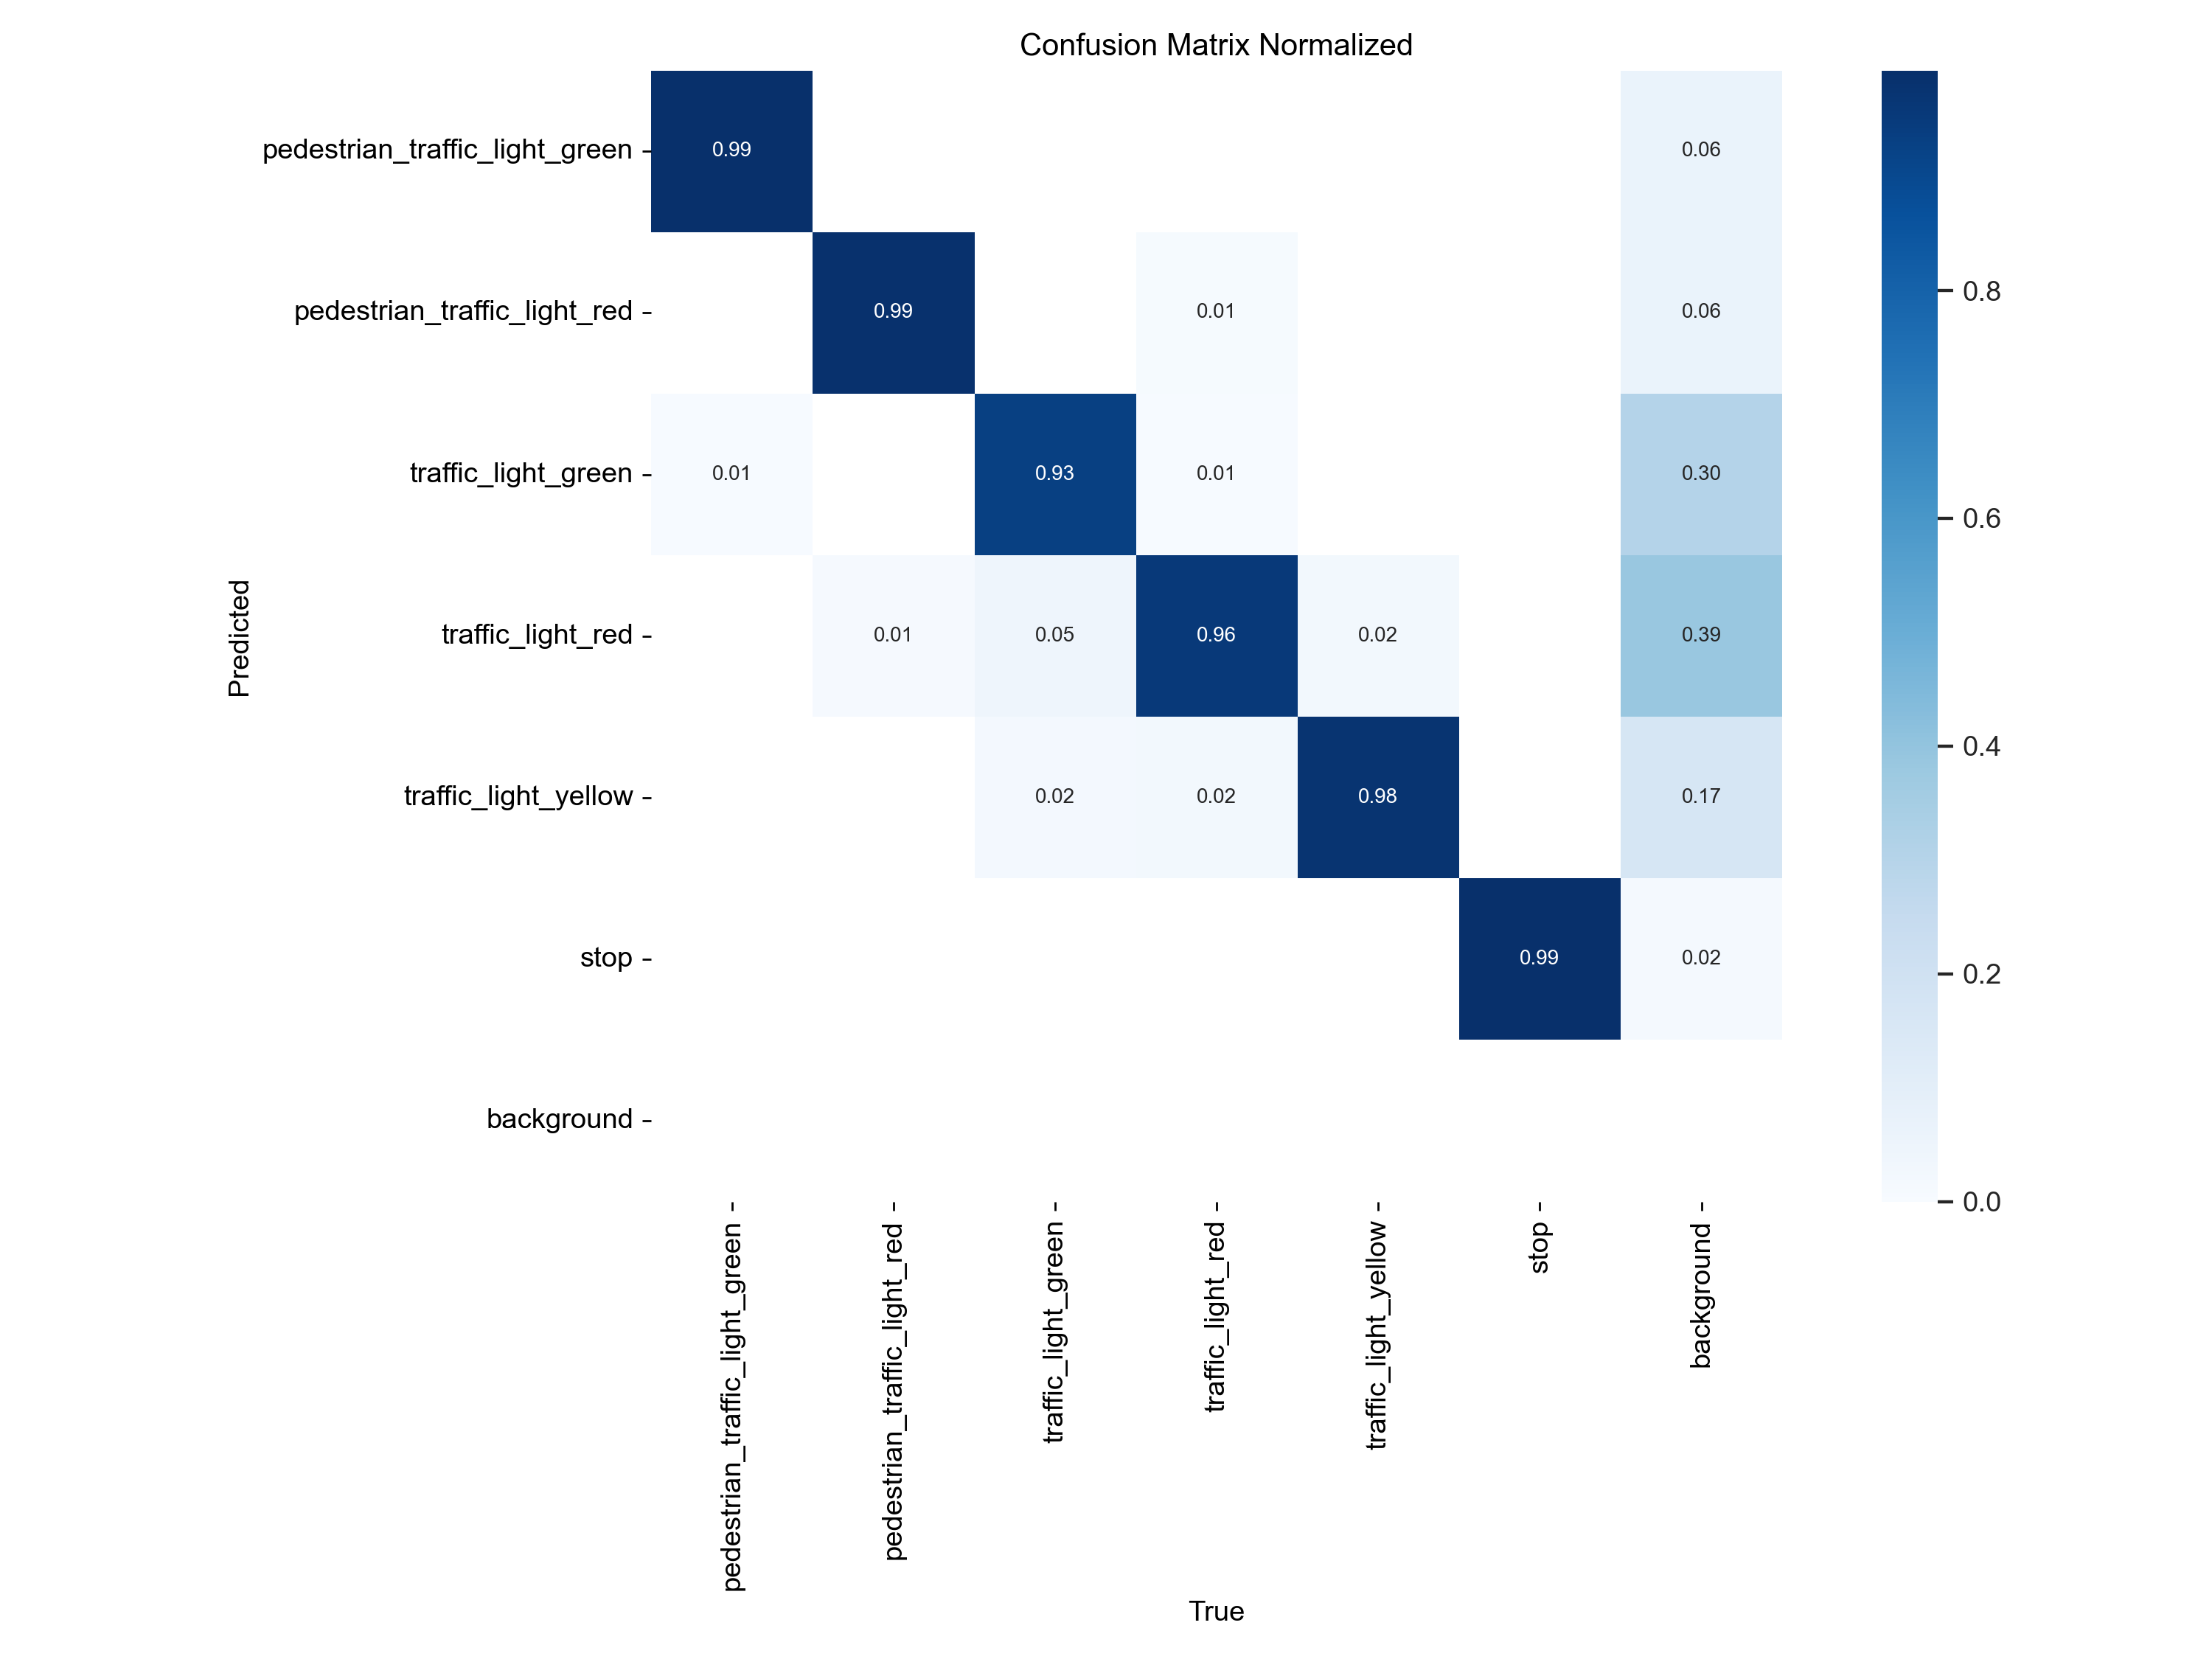 Confusion Matrix Normalized
pedestrian_traffic_light_green
0.99
0.06
pedestrian_traffic_light_red
0.99
0.01
0.06
traffic_light_green
0.01
0.93
0.01
0.30
traffic_light_red
0.01
0.05
0.96
0.02
0.39
traffic_light_yellow
0.02
0.02
0.98
0.17
stop
0.99
0.02
background
Predicted
0.8
0.6
0.4
0.2
0.0
pedestrian_traffic_light_green
pedestrian_traffic_light_red
traffic_light_green
traffic_light_red
traffic_light_yellow
stop
background
True